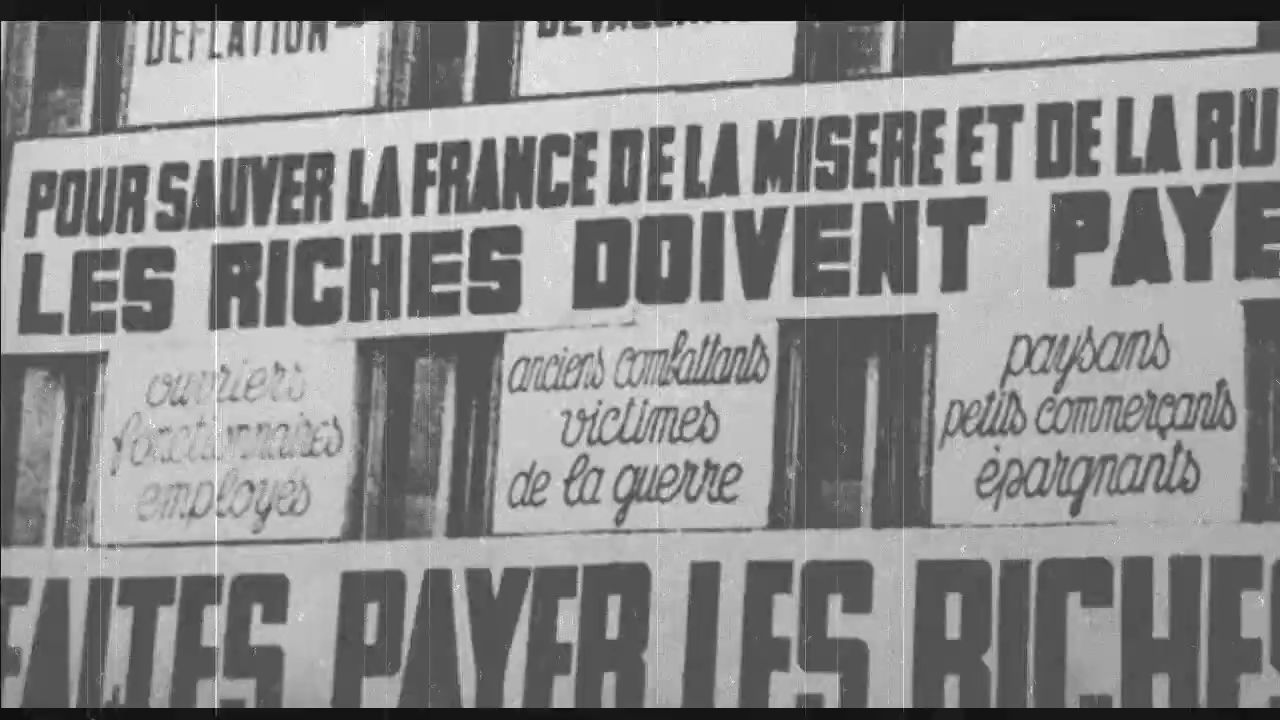 DEFLATION
POUR SAUVER LA FRANCE DE LA MISERE ET DE LA RU
LES RICHES DOIVENT PAYE
ouvriers
fonctionnaires
employés
anciens combattants
victimes
de la guerre
paysans
petits commerçants
épargnants
FAITES PAYER LES RICHES